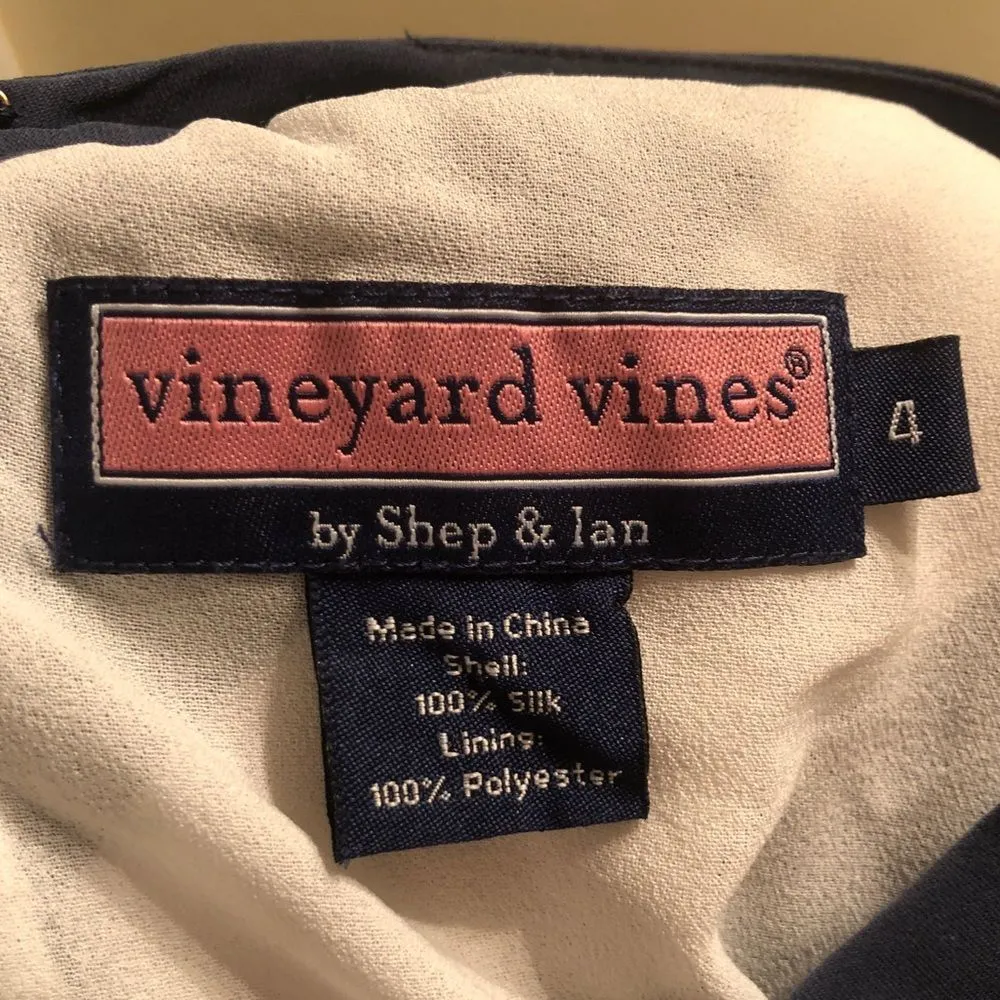 vineyard vines®
4
by Shep & Ian
Made in China
Shell:
100% Silk
Lining:
100% Polyester